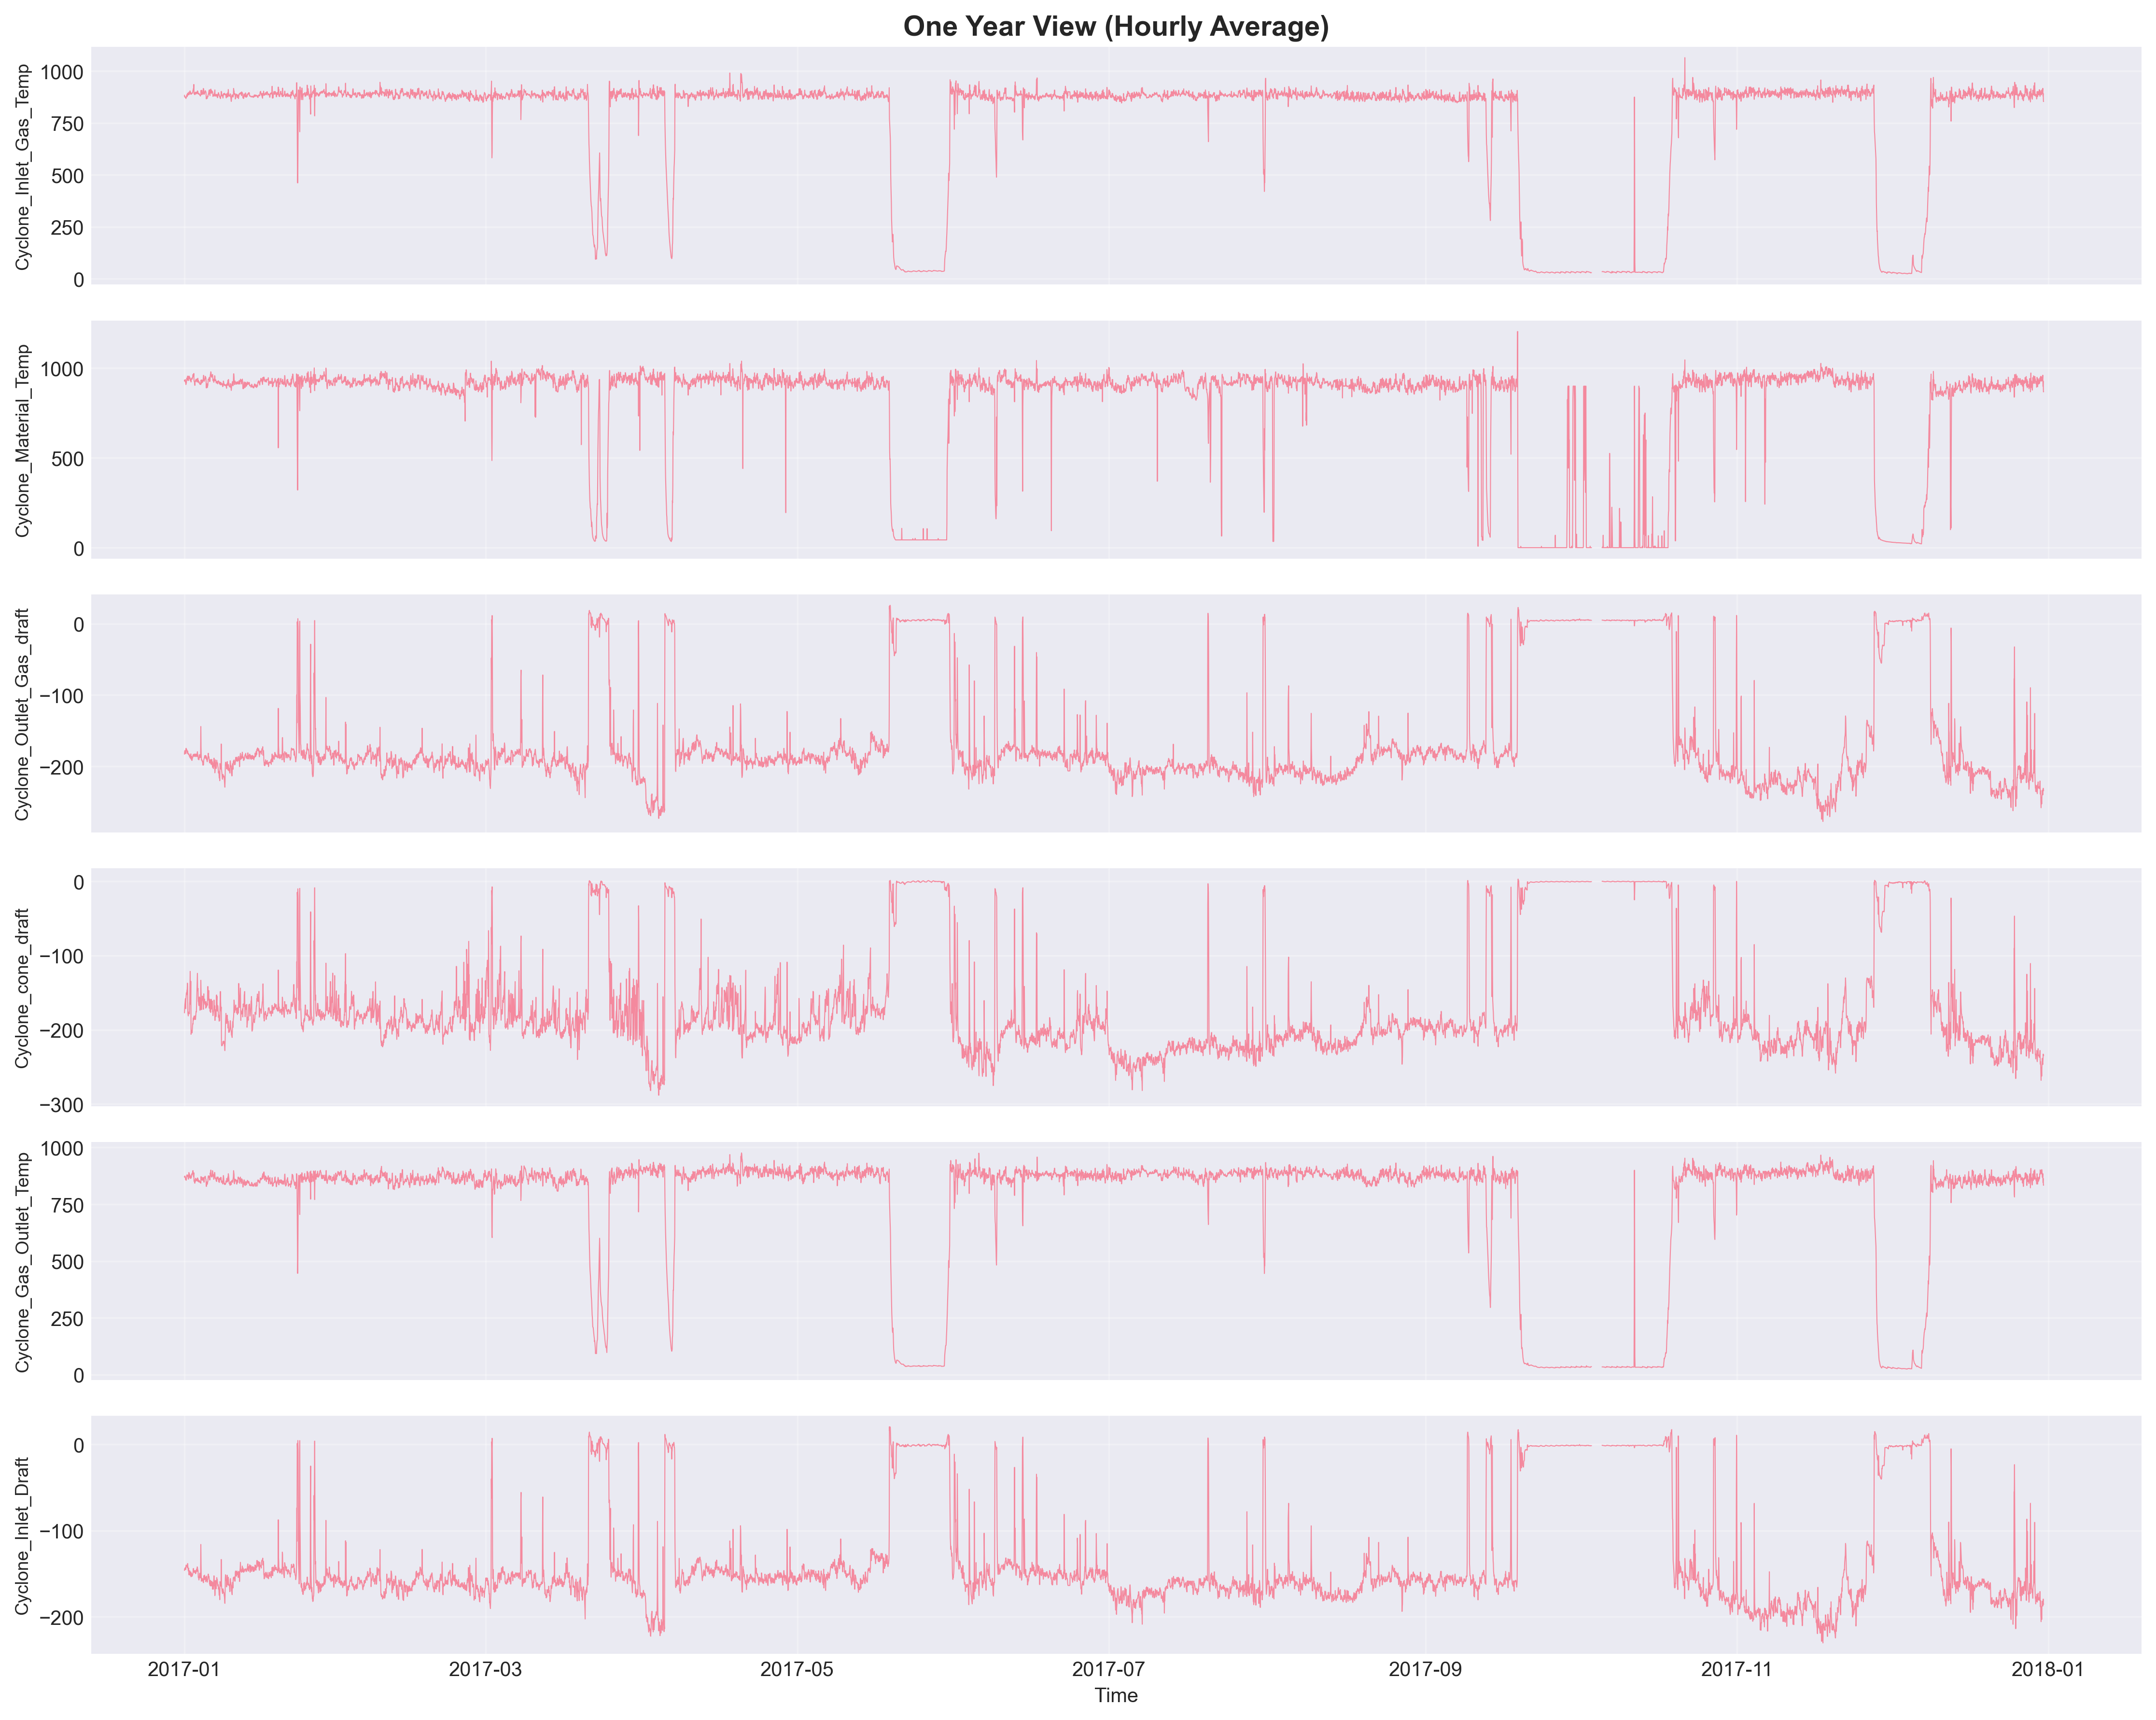 One Year View (Hourly Average)
Cyclone_Inlet_Gas_Temp
1000
750
500
250
0
Cyclone_Material_Temp
1000
500
0
Cyclone_Outlet_Gas_draft
0
−100
−200
Cyclone_cone_draft
0
−100
−200
−300
Cyclone_Gas_Outlet_Temp
1000
750
500
250
0
Cyclone_Inlet_Draft
0
−100
−200
2017-01 2017-03 2017-05 2017-07 2017-09 2017-11 2018-01
Time